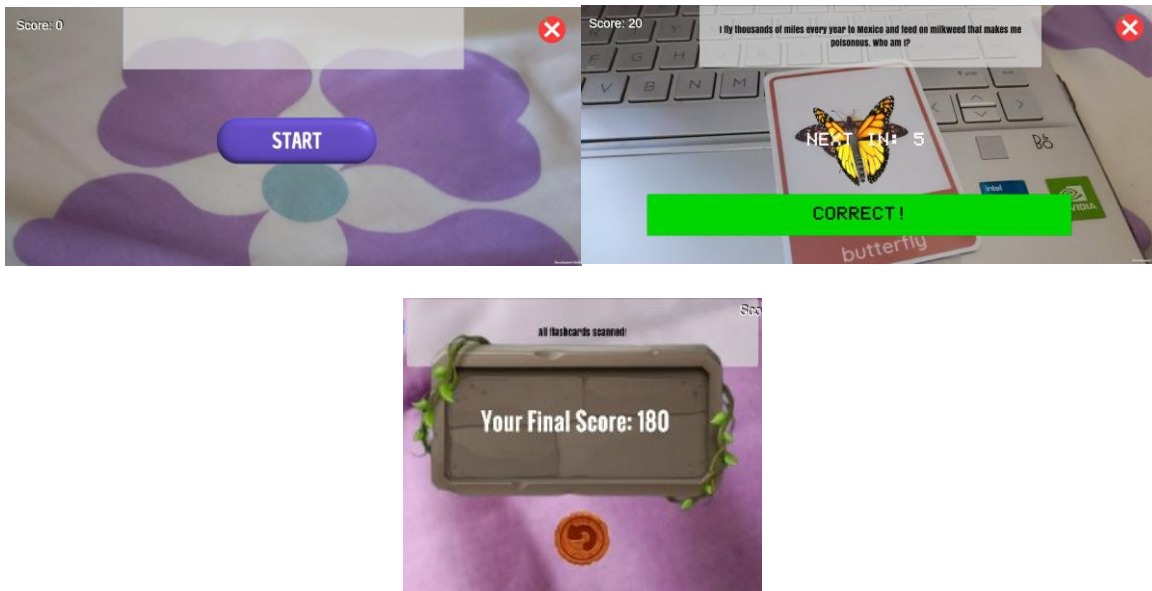 Score: 0
START
Score: 20
I fly thousands of miles every year to Mexico and feed on milkweed that makes me
poisonous. Who am I?
F G H
V B N M
NEXT IN: 5
intel
NVIDIA
CORRECT!
butterfly
Sco
All flashcards scanned!
Your Final Score: 180